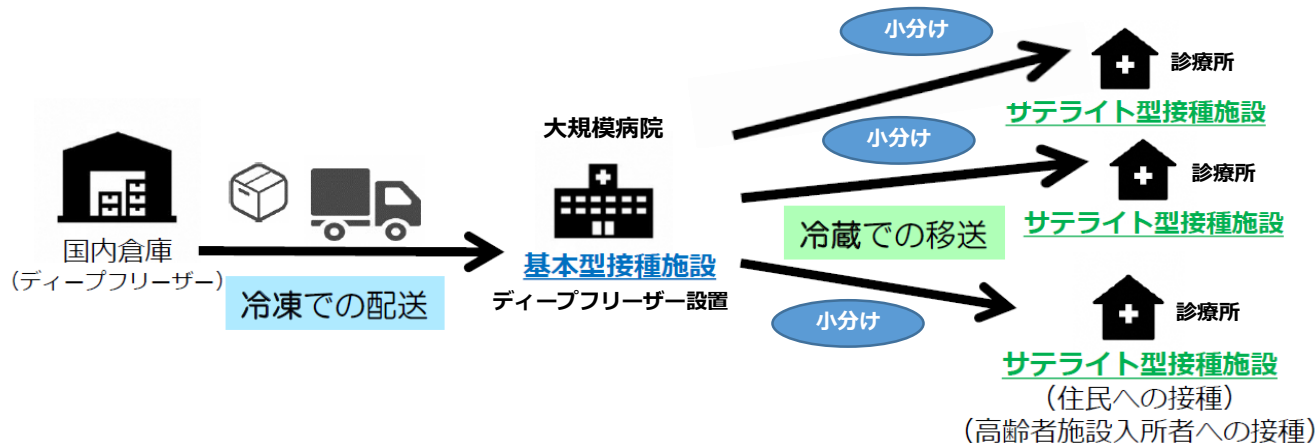 国内倉庫
（ディープフリーザー）
冷凍での配送
大規模病院
基本型接種施設
ディープフリーザー設置
小分け
小分け
冷蔵での移送
小分け
診療所
サテライト型接種施設
診療所
サテライト型接種施設
診療所
サテライト型接種施設
（住民への接種）
（高齢者施設入所者への接種）